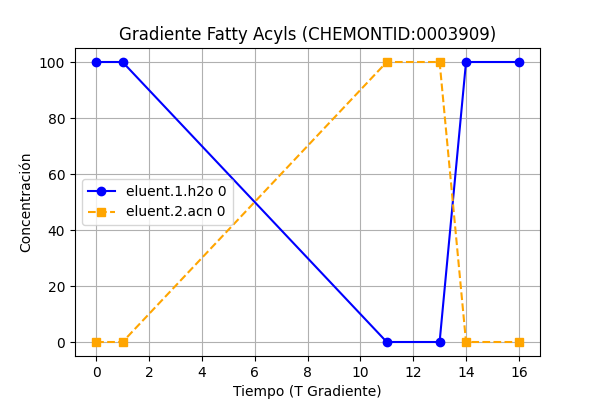 Gradiente Fatty Acyls (CHEMONTID:0003909)
100
80
60
40
20
0
Concentración
eluent.1.h2o 0
eluent.2.acn 0
0 2 4 6 8 10 12 14 16
Tiempo (T Gradiente)